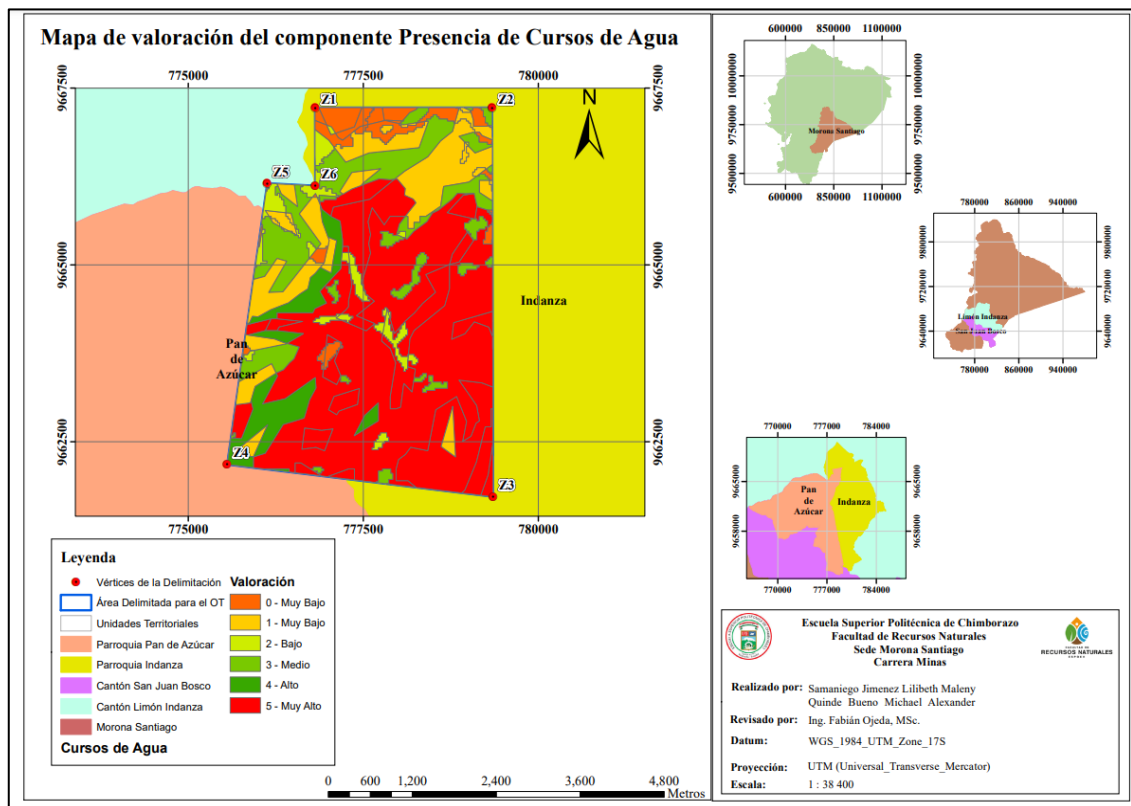 Mapa de valoración del componente Presencia de Cursos de Agua
775000 777500 780000
9667500 9667500
9665000 9665000
9662500 9662500
775000 777500 780000
N
Z1
Z2
Z5
Z6
Z4
Z3
Indanza
Pan
de
Azúcar
Leyenda
Vértices de la Delimitación
Área Delimitada para el OT
Unidades Territoriales
Parroquia Pan de Azúcar
Parroquia Indanza
Cantón San Juan Bosco
Cantón Limón Indanza
Morona Santiago
Cursos de Agua
Valoración
0 - Muy Bajo
1 - Muy Bajo
2 - Bajo
3 - Medio
4 - Alto
5 - Muy Alto
0 600 1,200 2,400 3,600 4,800
Metros
600000 850000 1100000
10000000 10000000
9750000 9750000
9500000 9500000
Morona Santiago
600000 850000 1100000
780000 860000 940000
9800000 9800000
9720000 9720000
9640000 9640000
Limón Indanza
San Juan Bosco
780000 860000 940000
770000 777000 784000
9665000 9665000
9658000 9658000
Pan
de
Azúcar
Indanza
770000 777000 784000
Escuela Superior Politécnica de Chimborazo
Facultad de Recursos Naturales
Sede Morona Santiago
Carrera Minas
RECURSOS NATURALES
Realizado por: Samaniego Jimenez Lilibeth Maleny
Quinde Bueno Michael Alexander
Revisado por: Ing. Fabián Ojeda, MSc.
Datum: WGS_1984_UTM_Zone_17S
Proyección: UTM (Universal_Transverse_Mercator)
Escala: 1 : 38 400